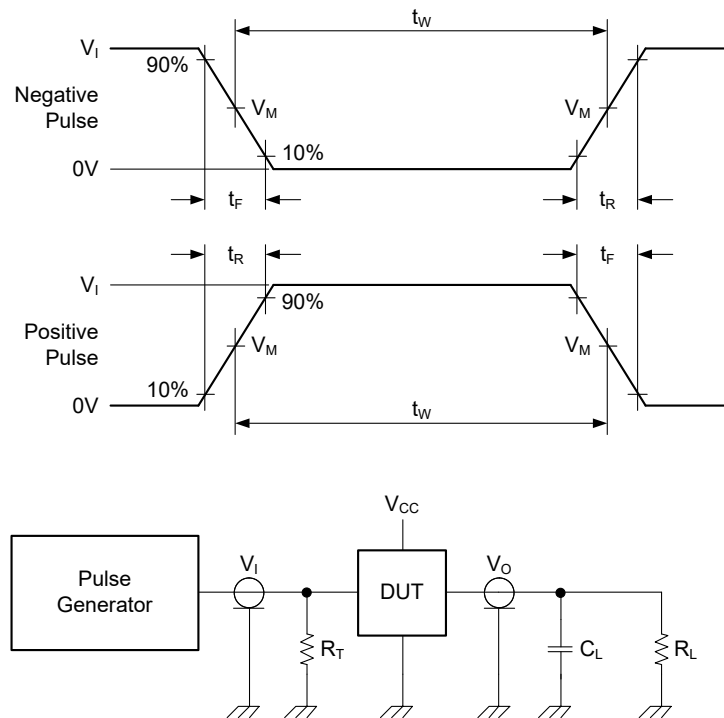 t_W
V_I
90%
Negative
Pulse
V_M
V_M
10%
0V
t_F
t_R
t_R
t_F
V_I
90%
Positive
Pulse
V_M
V_M
10%
0V
t_W
V_CC
Pulse
Generator
V_I
DUT
V_O
R_T
C_L
R_L